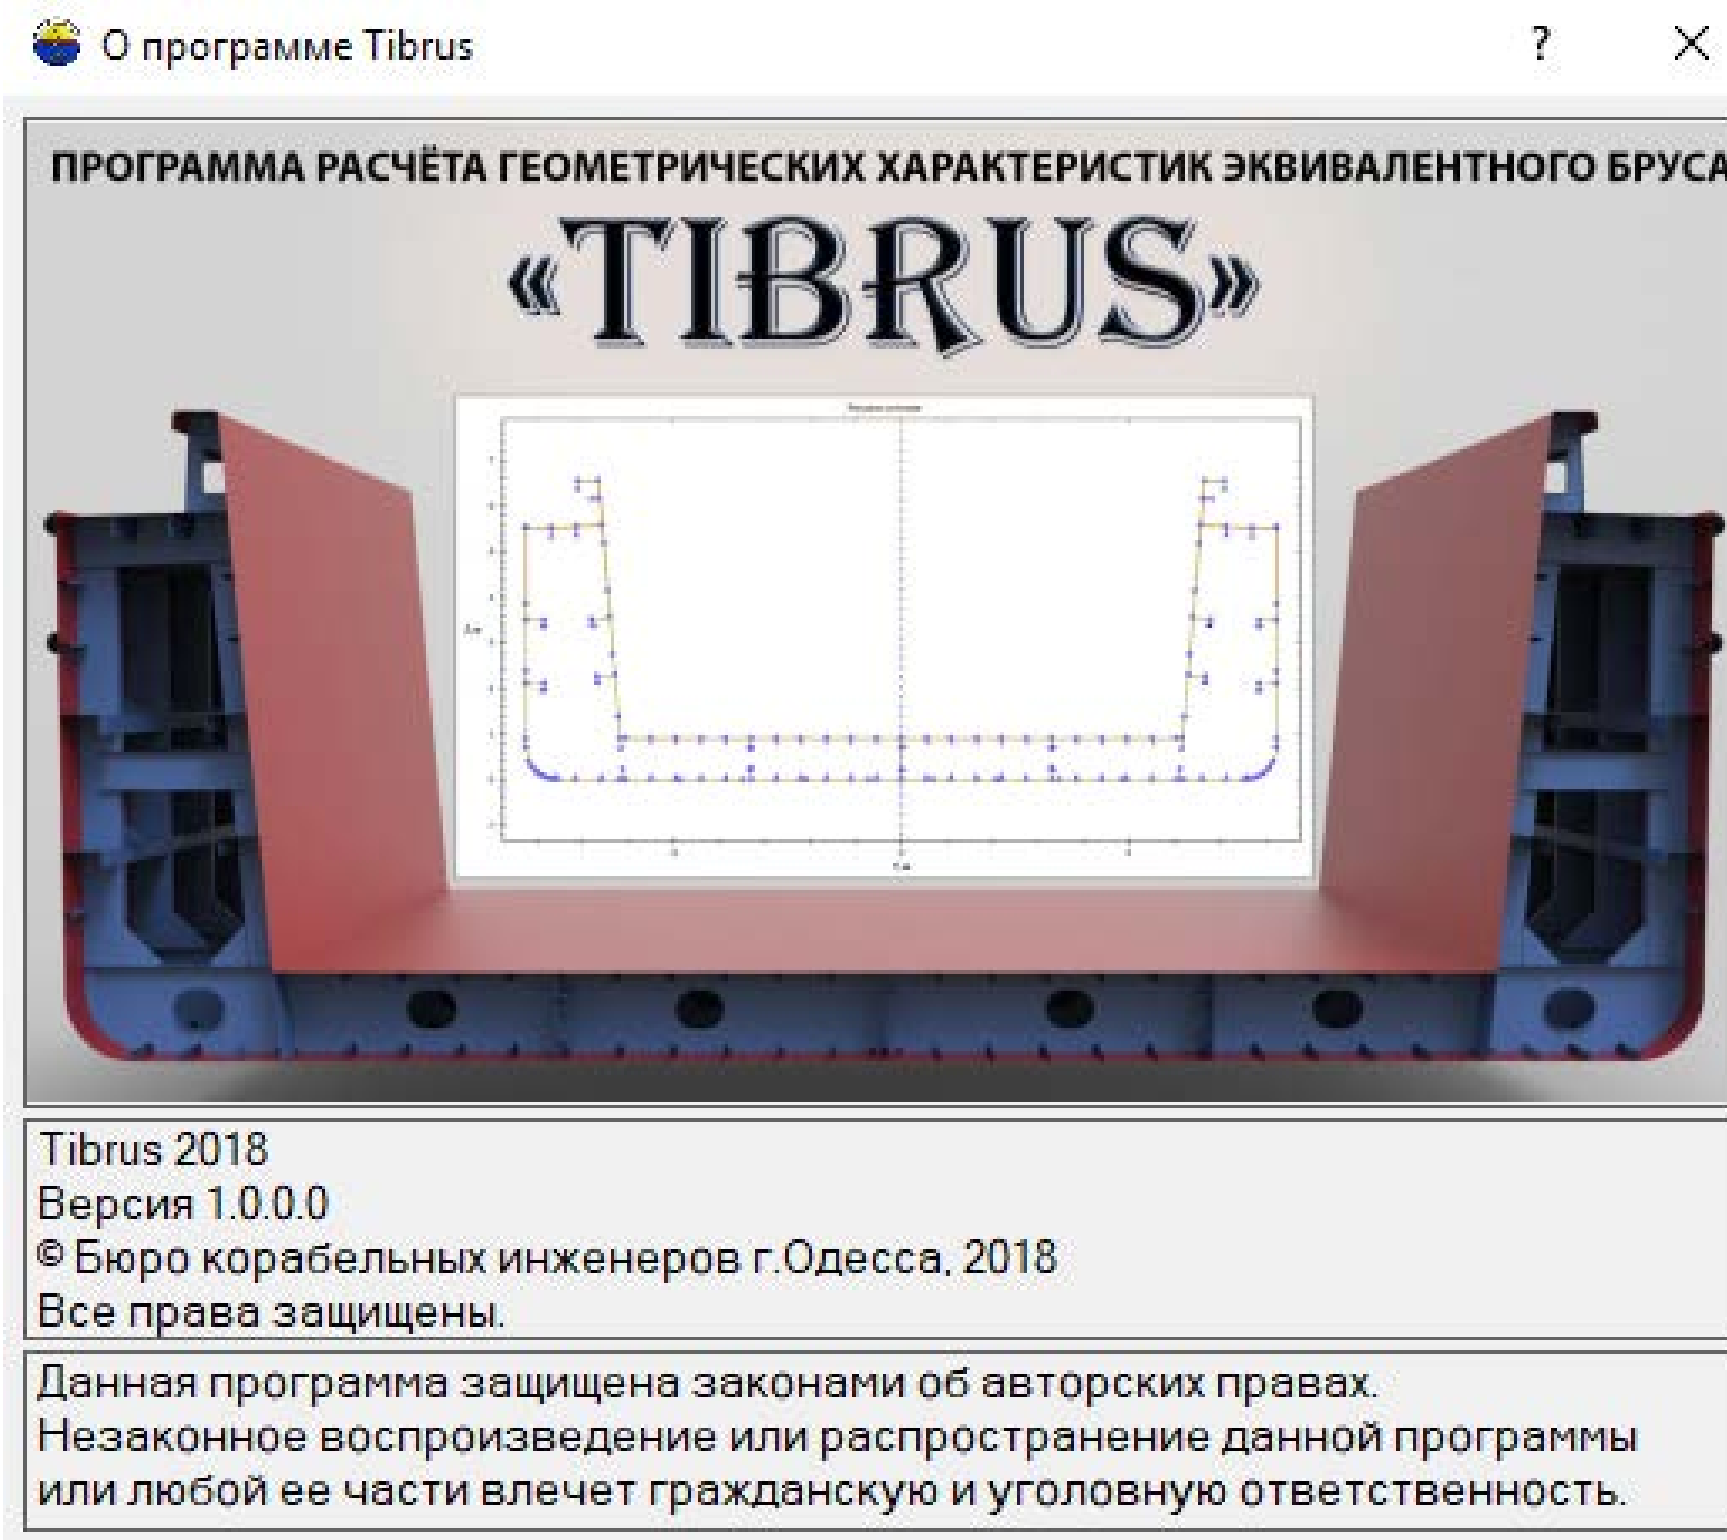 О программе Tibrus
?
ПРОГРАММА РАСЧЁТА ГЕОМЕТРИЧЕСКИХ ХАРАКТЕРИСТИК ЭКВИВАЛЕНТНОГО БРУСА
«TIBRUS»
Tibrus 2018
Версия 1.0.0.0
© Бюро корабельных инженеров г.Одесса, 2018
Все права защищены.
Данная программа защищена законами об авторских правах.
Незаконное воспроизведение или распространение данной программы
или любой ее части влечет гражданскую и уголовную ответственность.